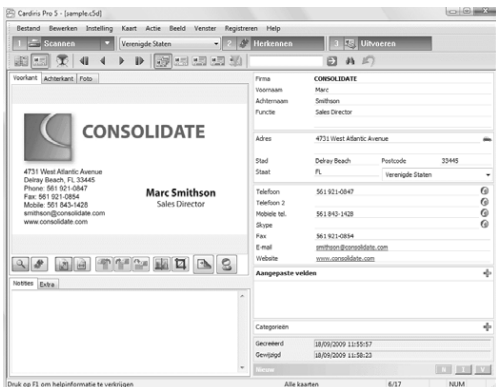 Cardiris Pro 5 - [sample.c5d]
Bestand Bewerken Instelling Kaart Actie Beeld Venster Registreren Help
1 Scannen Verenigde Staten 2 Herkennen 3 Uitvoeren
Voorkant Achterkant Foto
CONSOLIDATE
4731 West Atlantic Avenue
Delray Beach, FL 33445
Phone: 561 921-0847
Fax: 561 921-0854
Mobile: 561 843-1428
smithson@consolidate.com
www.consolidate.com
Marc Smithson
Sales Director
Notities Extra
Firma CONSOLIDATE
Voornaam Marc
Achternaam Smithson
Functie Sales Director
Adres 4731 West Atlantic Avenue
Stad Delray Beach Postcode 33445
Staat FL Verenigde Staten
Telefoon 561 921-0847
Telefoon 2
Mobiele tel. 561 843-1428
Skype
Fax 561 921-0854
E-mail smithson@consolidate.com
Website www.consolidate.com
Aangepaste velden
Categorieën
Gecreëerd 18/09/2009 11:55:57
Gewijzigd 18/09/2009 11:58:23
Nieuw
Druk op F1 om helpinformatie te verkrijgen Alle kaarten 6/17 NUM